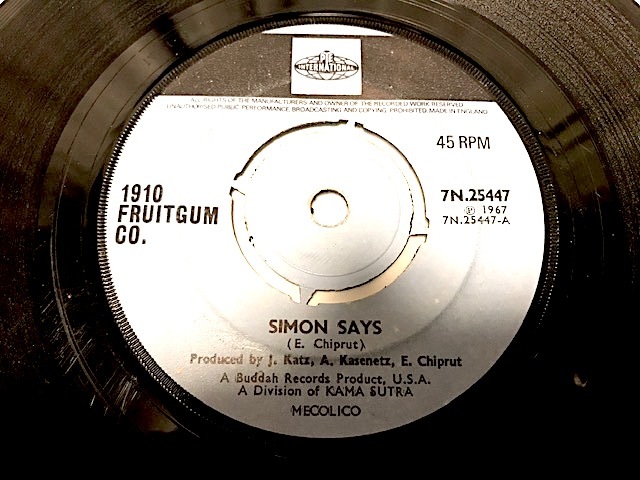 PYE
INTERNATIONAL
ALL RIGHTS OF THE MANUFACTURERS AND OWNER OF THE RECORDED WORK RESERVED
UNAUTHORISED PUBLIC PERFORMANCE, BROADCASTING AND COPYING PROHIBITED. MADE IN ENGLAND
45 RPM
1910
FRUITGUM
CO.
7N.25447
℗ 1967
7N.25447-A
SIMON SAYS
(E. Chiprut)
Produced by J. Katz, A. Kasenetz, E. Chiprut
A Buddah Records Product, U.S.A.
A Division of KAMA SUTRA
MECOLICO